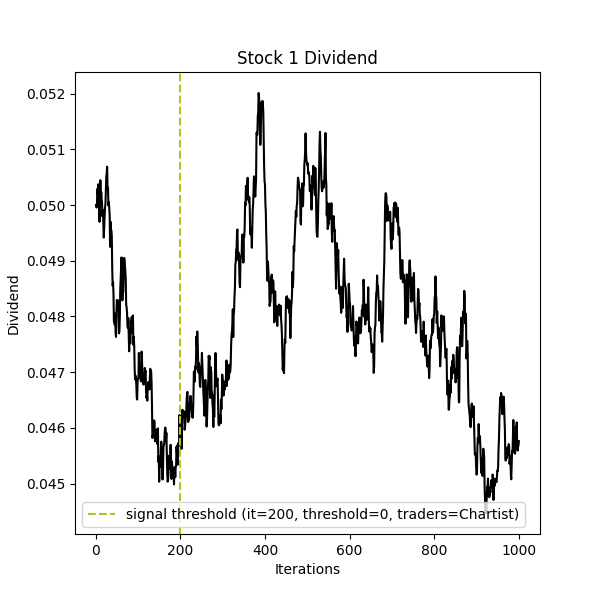 Stock 1 Dividend
0.052
0.051
0.050
0.049
0.048
0.047
0.046
0.045
Dividend
signal threshold (it=200, threshold=0, traders=Chartist)
0 200 400 600 800 1000
Iterations